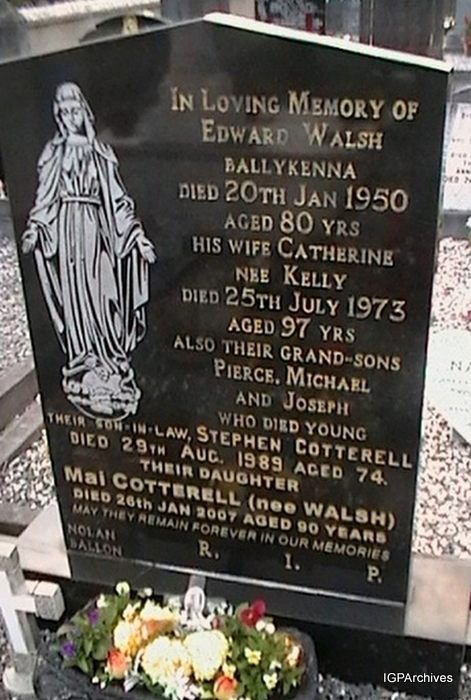 IN LOVING MEMORY OF
EDWARD WALSH
BALLYKENNA
DIED 20TH JAN 1950
AGED 80 YRS
HIS WIFE CATHERINE
NEE KELLY
DIED 25TH JULY 1973
AGED 97 YRS
ALSO THEIR GRAND-SONS
PIERCE, MICHAEL
AND JOSEPH
WHO DIED YOUNG
THEIR SON-IN-LAW, STEPHEN COTTERELL
DIED 29TH AUG. 1989 AGED 74.
THEIR DAUGHTER
Mai COTTERELL (nee WALSH)
DIED 26th JAN 2007 AGED 90 YEARS
MAY THEY REMAIN FOREVER IN OUR MEMORIES
R. I. P.
NOLAN
BALLON
IGPArchives